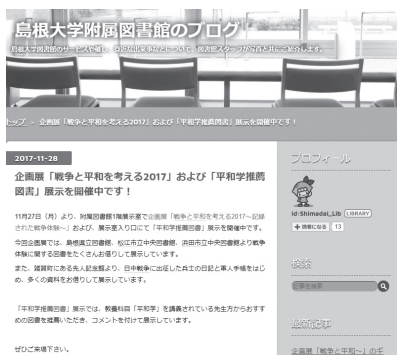 島根大学附属図書館のブログ
島根大学図書館のサービスや催し、身近な出来事などについて、図書館スタッフが写真と共にご紹介します。
トップ > 企画展「戦争と平和を考える2017」および「平和学推薦図書」展示を開催中です！
2017-11-28
企画展「戦争と平和を考える2017」および「平和学推薦
図書」展示を開催中です！
11月27日（月）より、附属図書館1階展示室で企画展「戦争と平和を考える2017～記録
された戦争体験～」および、展示室入り口にて「平和学推薦図書」展示を開催中です。
今回企画展では、島根県立図書館、松江市立中央図書館、浜田市立中央図書館より戦争
体験に関する図書をたくさんお借りして展示しています。
また、雑賀町にある先人記念館より、日中戦争に出征した兵士の日記と軍人手帳をはじ
め、多くの資料をお借りして展示しています。
「平和学推薦図書」展示では、教養科目「平和学」を講義されている先生方からおすす
めの図書を推薦いただき、コメントを付けて展示しています。
ぜひご来場下さい。
プロフィール
id:Shimadai_Lib LIBRARY
+ 読者になる 13
検索
記事を検索
最新記事
企画展「戦争と平和～」のギ